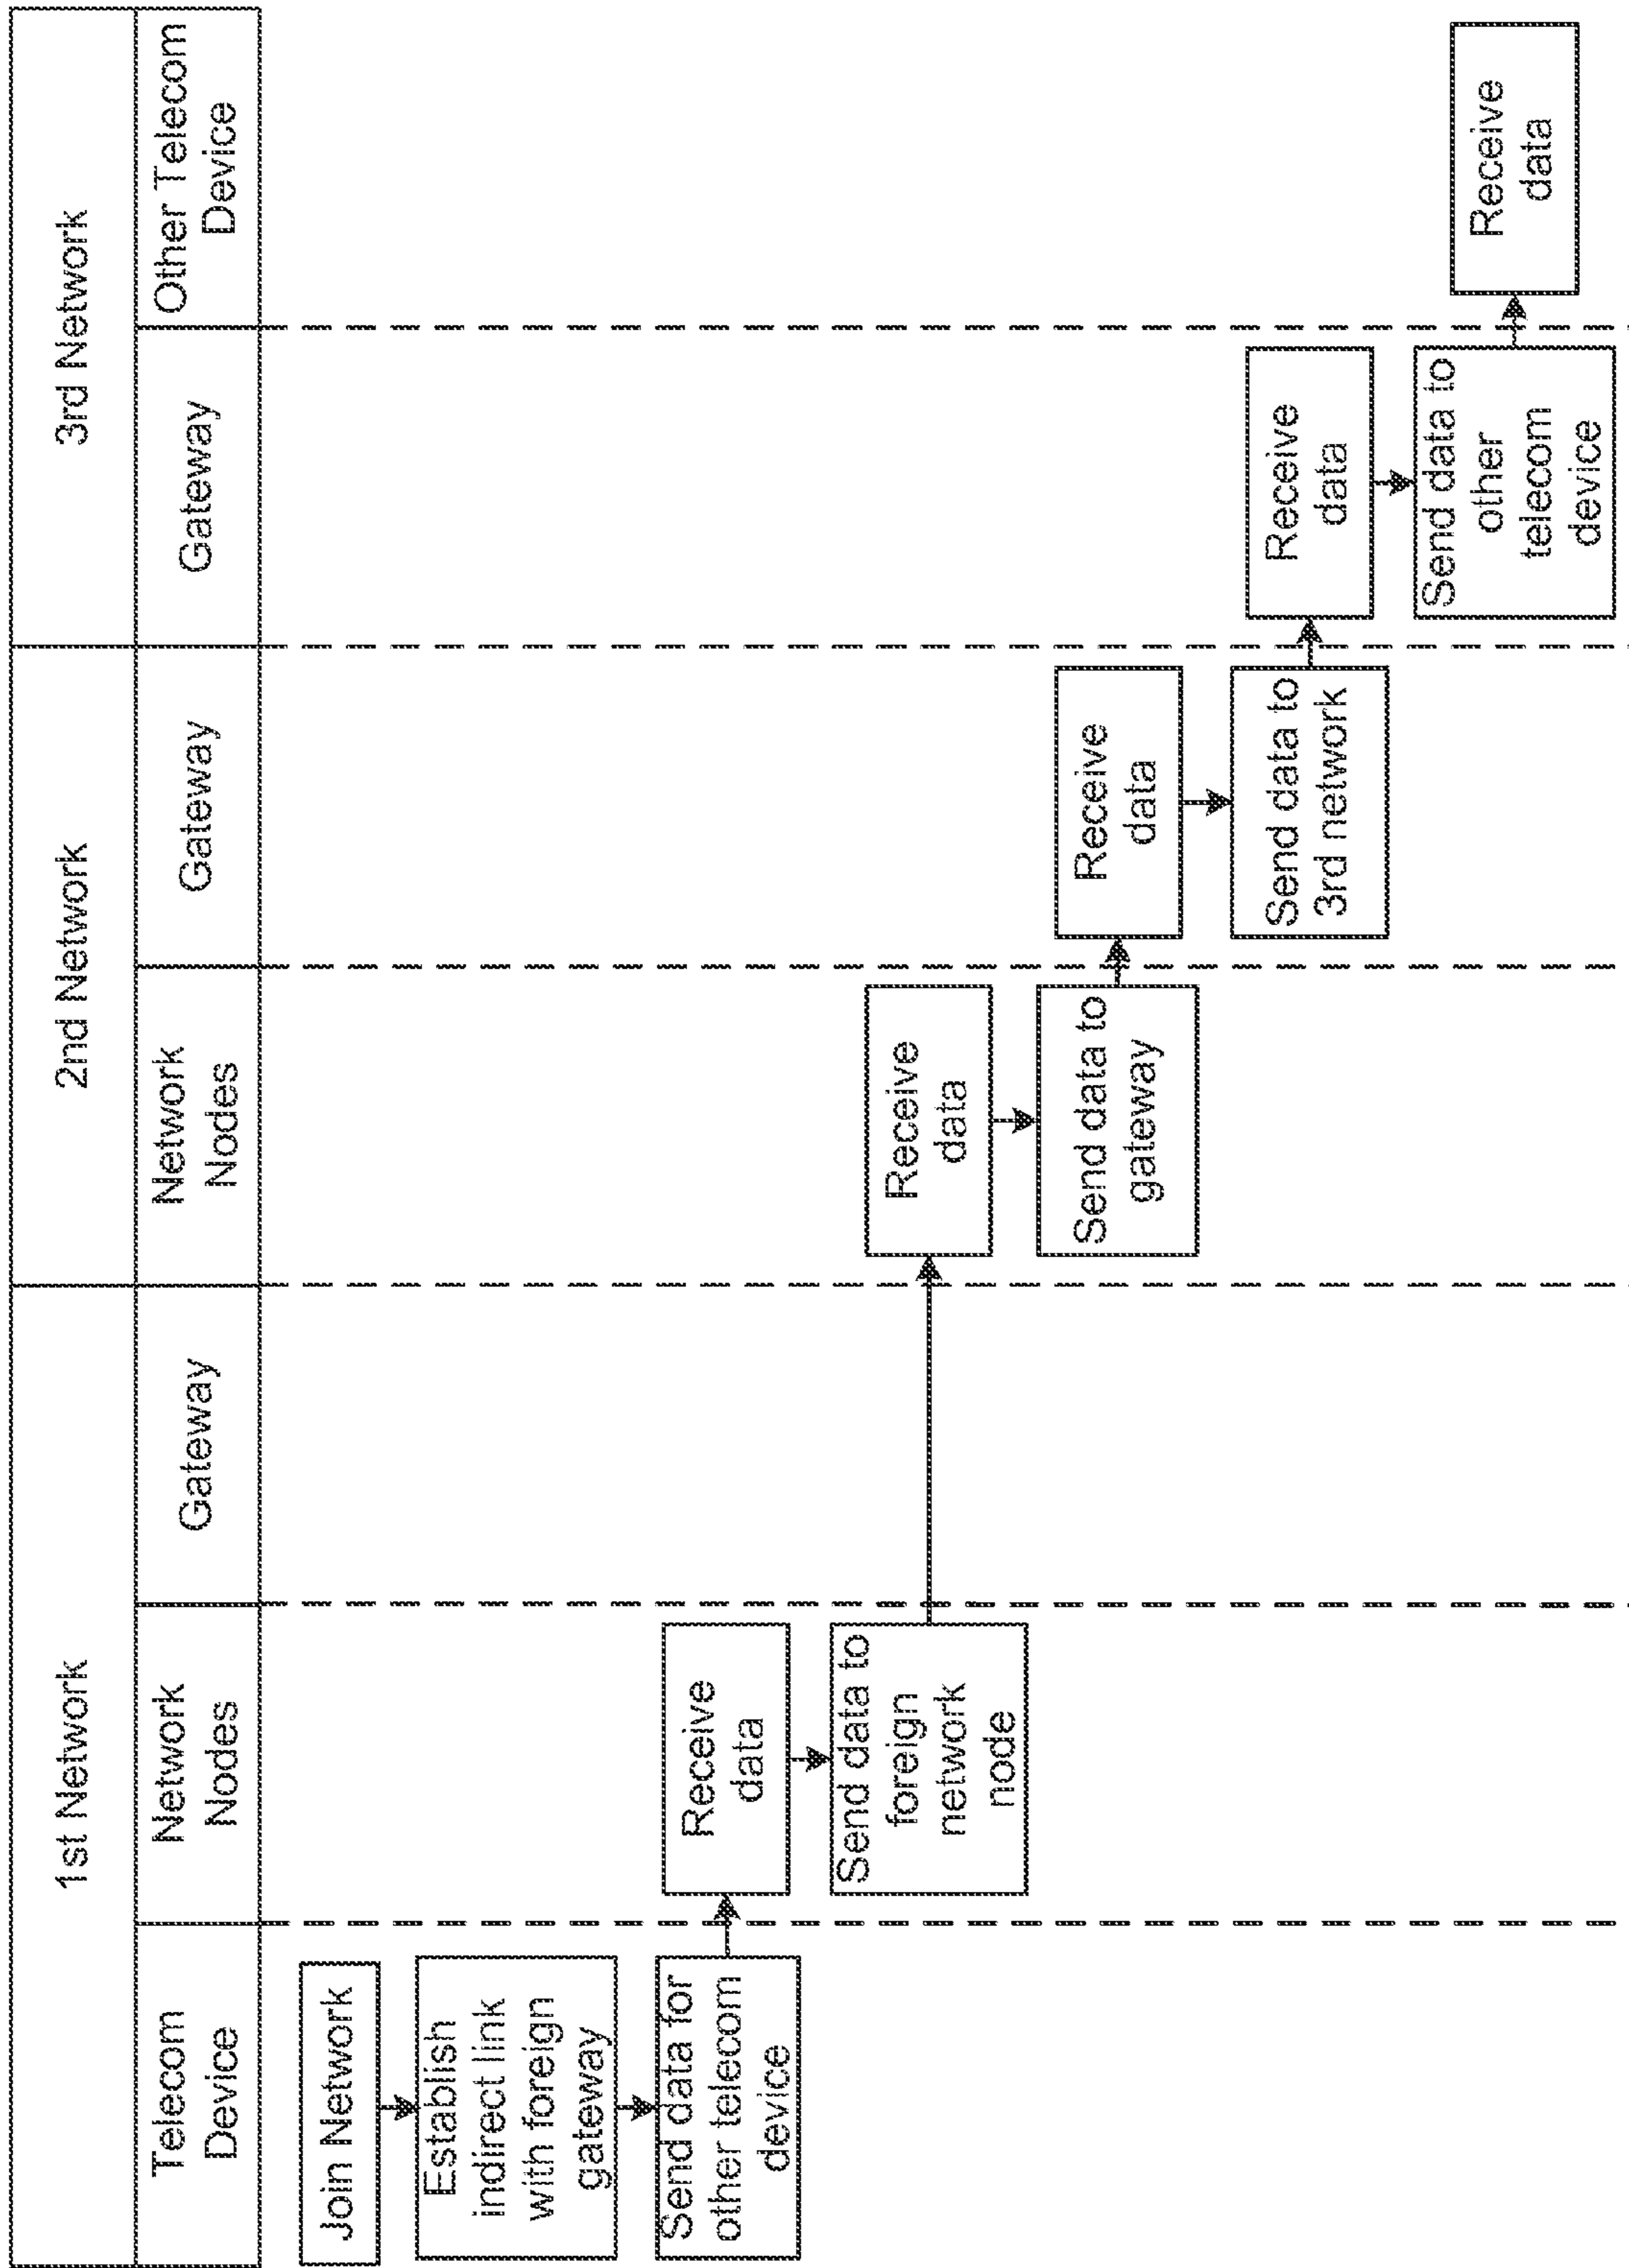 1st Network
2nd Network
3rd Network
Telecom
Device
Network
Nodes
Gateway
Network
Nodes
Gateway
Gateway
Other Telecom
Device
Join Network
Establish
indirect link
with foreign
gateway
Send data for
other telecom
device
Receive
data
Send data to
foreign
network
node
Receive
data
Send data to
gateway
Receive
data
Send data to
3rd network
Receive
data
Send data to
other
telecom
device
Receive
data